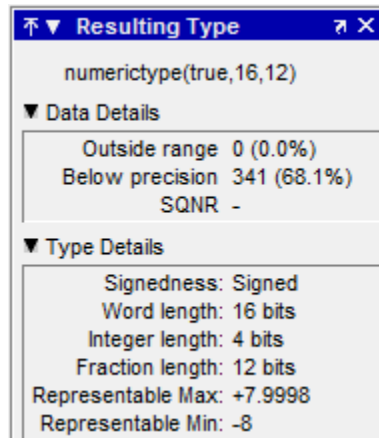 Resulting Type
numerictype(true,16,12)
Data Details
Outside range 0 (0.0%)
Below precision 341 (68.1%)
SQNR -
Type Details
Signedness: Signed
Word length: 16 bits
Integer length: 4 bits
Fraction length: 12 bits
Representable Max: +7.9998
Representable Min: -8